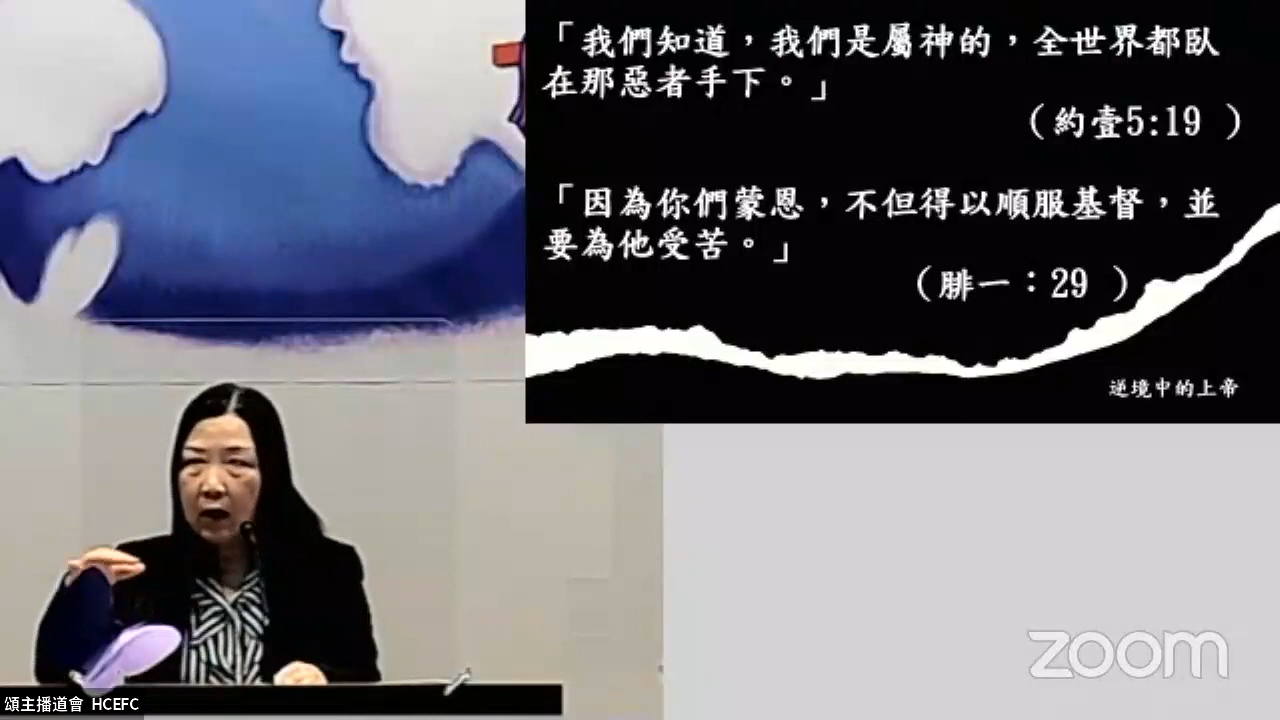 「我們知道，我們是屬神的，全世界都臥
在那惡者手下。」
（約壹5:19 ）
「因為你們蒙恩，不但得以順服基督，並
要為他受苦。」
（腓一：29 ）
逆境中的上帝
zoom
頌主播道會 HCEFC